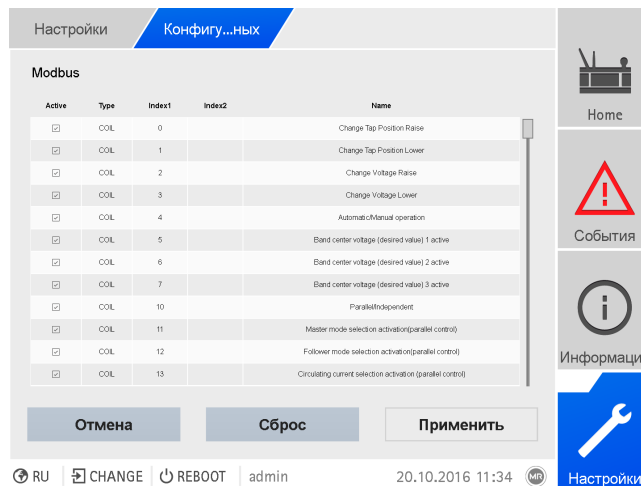 Настройки
Конфигу...ных
Modbus
Active Type Index1 Index2 Name
COIL 0 Change Tap Position Raise
COIL 1 Change Tap Position Lower
COIL 2 Change Voltage Raise
COIL 3 Change Voltage Lower
COIL 4 Automatic/Manual operation
COIL 5 Band center voltage (desired value) 1 active
COIL 6 Band center voltage (desired value) 2 active
COIL 7 Band center voltage (desired value) 3 active
COIL 10 Parallel/Independent
COIL 11 Master mode selection activation(parallel control)
COIL 12 Follower mode selection activation(parallel control)
COIL 13 Circulating current selection activation (parallel control)
Отмена Сброс Применить
RU CHANGE REBOOT admin 20.10.2016 11:34 MR
Home
События
Информаци
Настройки